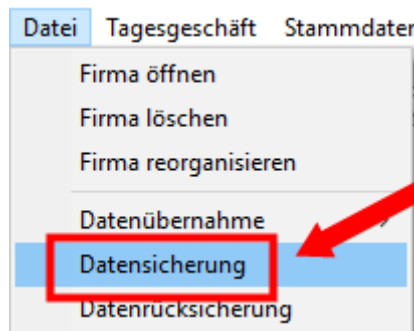 Datei Tagesgeschäft Stammdaten
Firma öffnen
Firma löschen
Firma reorganisieren
Datenübernahme
Datensicherung
Datenrücksicherung